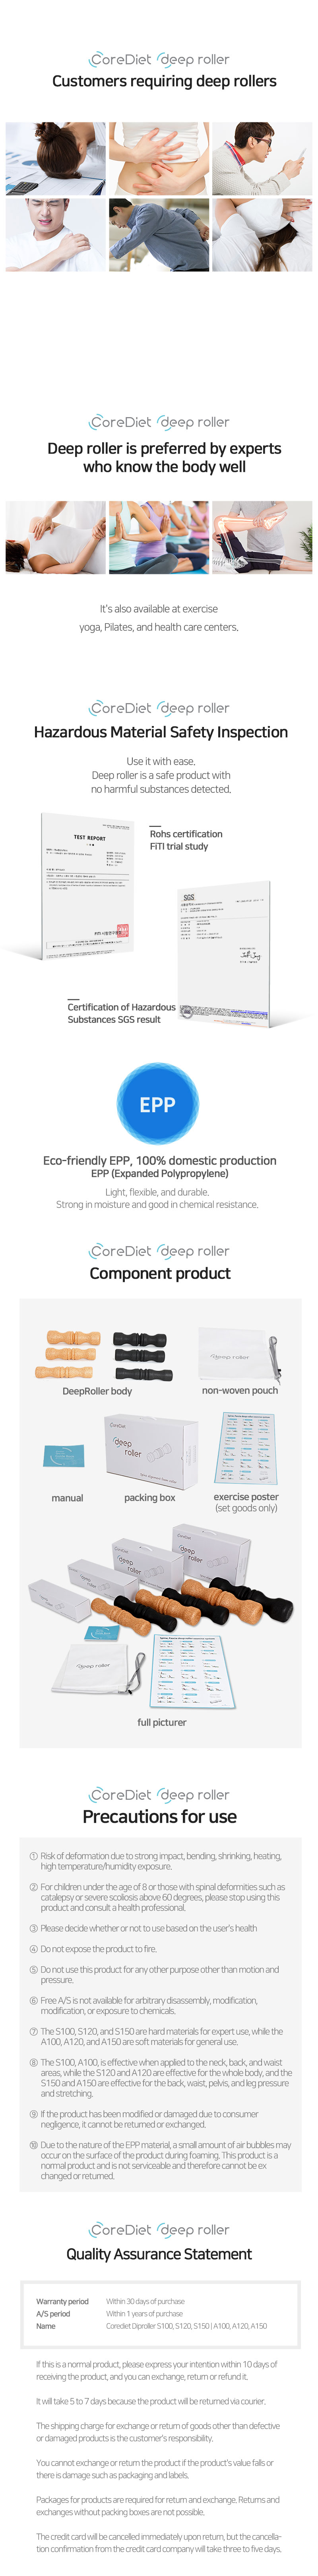 CoreDiet deep roller
Customers requiring deep rollers
CoreDiet deep roller
Deep roller is preferred by experts
who know the body well
It's also available at exercise
yoga, Pilates, and health care centers.
CoreDiet deep roller
Hazardous Material Safety Inspection
Use it with ease.
Deep roller is a safe product with
no harmful substances detected.
TEST REPORT
Rohs certification
FiTI trial study
SGS
Certification of Hazardous
Substances SGS result
EPP
Eco-friendly EPP, 100% domestic production
EPP (Expanded Polypropylene)
Light, flexible, and durable.
Strong in moisture and good in chemical resistance.
CoreDiet deep roller
Component product
deep roller
DeepRoller body
non-woven pouch
CoreDiet
deep
roller
manual
packing box
exercise poster
(set goods only)
deep
roller
deep
roller
deep roller
full picturer
CoreDiet deep roller
Precautions for use
① Risk of deformation due to strong impact, bending, shrinking, heating,
high temperature/humidity exposure.
② For children under the age of 8 or those with spinal deformities such as
catalepsy or severe scoliosis above 60 degrees, please stop using this
product and consult a health professional.
③ Please decide whether or not to use based on the user's health
④ Do not expose the product to fire.
⑤ Do not use this product for any other purpose other than motion and
pressure.
⑥ Free A/S is not available for arbitrary disassembly, modification,
modification, or exposure to chemicals.
⑦ The S100, S120, and S150 are hard materials for expert use, while the
A100, A120, and A150 are soft materials for general use.
⑧ The S100, A100, is effective when applied to the neck, back, and waist
areas, while the S120 and A120 are effective for the whole body, and the
S150 and A150 are effective for the back, waist, pelvis, and leg pressure
and stretching.
⑨ If the product has been modified or damaged due to consumer
negligence, it cannot be returned or exchanged.
⑩ Due to the nature of the EPP material, a small amount of air bubbles may
occur on the surface of the product during foaming. This product is a
normal product and is not serviceable and therefore cannot be ex
changed or returned.
CoreDiet deep roller
Quality Assurance Statement
Warranty period Within 30 days of purchase
A/S period Within 1 years of purchase
Name Corediet Diproller S100, S120, S150 | A100, A120, A150
If this is a normal product, please express your intention within 10 days of
receiving the product, and you can exchange, return or refund it.
It will take 5 to 7 days because the product will be returned via courier.
The shipping charge for exchange or return of goods other than defective
or damaged products is the customer's responsibility.
You cannot exchange or return the product if the product's value falls or
there is damage such as packaging and labels.
Packages for products are required for return and exchange. Returns and
exchanges without packing boxes are not possible.
The credit card will be cancelled immediately upon return, but the cancella-
tion confirmation from the credit card company will take three to five days.